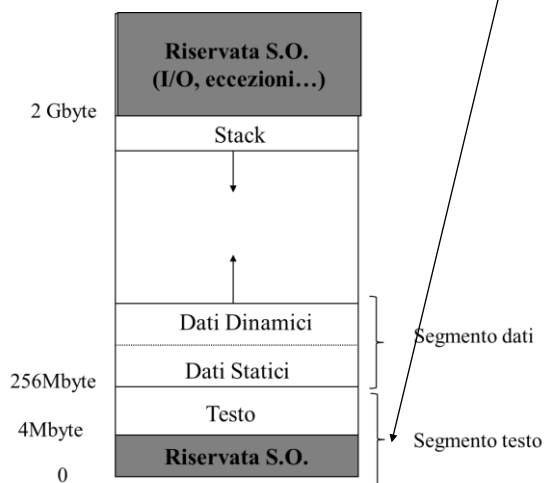 Riservata S.O.
(I/O, eccezioni…)
2 Gbyte
Stack
Dati Dinamici
Segmento dati
Dati Statici
256Mbyte
Testo
4Mbyte
Segmento testo
Riservata S.O.
0